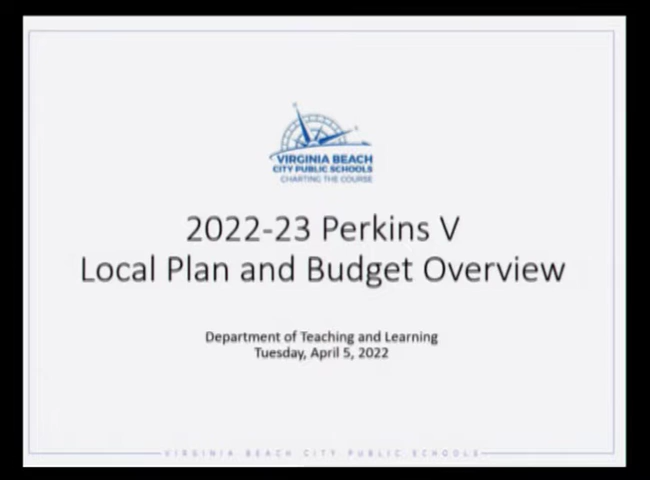 VIRGINIA BEACH
CITY PUBLIC SCHOOLS
CHARTING THE COURSE
2022-23 Perkins V
Local Plan and Budget Overview
Department of Teaching and Learning
Tuesday, April 5, 2022
VIRGINIA BEACH CITY PUBLIC SCHOOLS